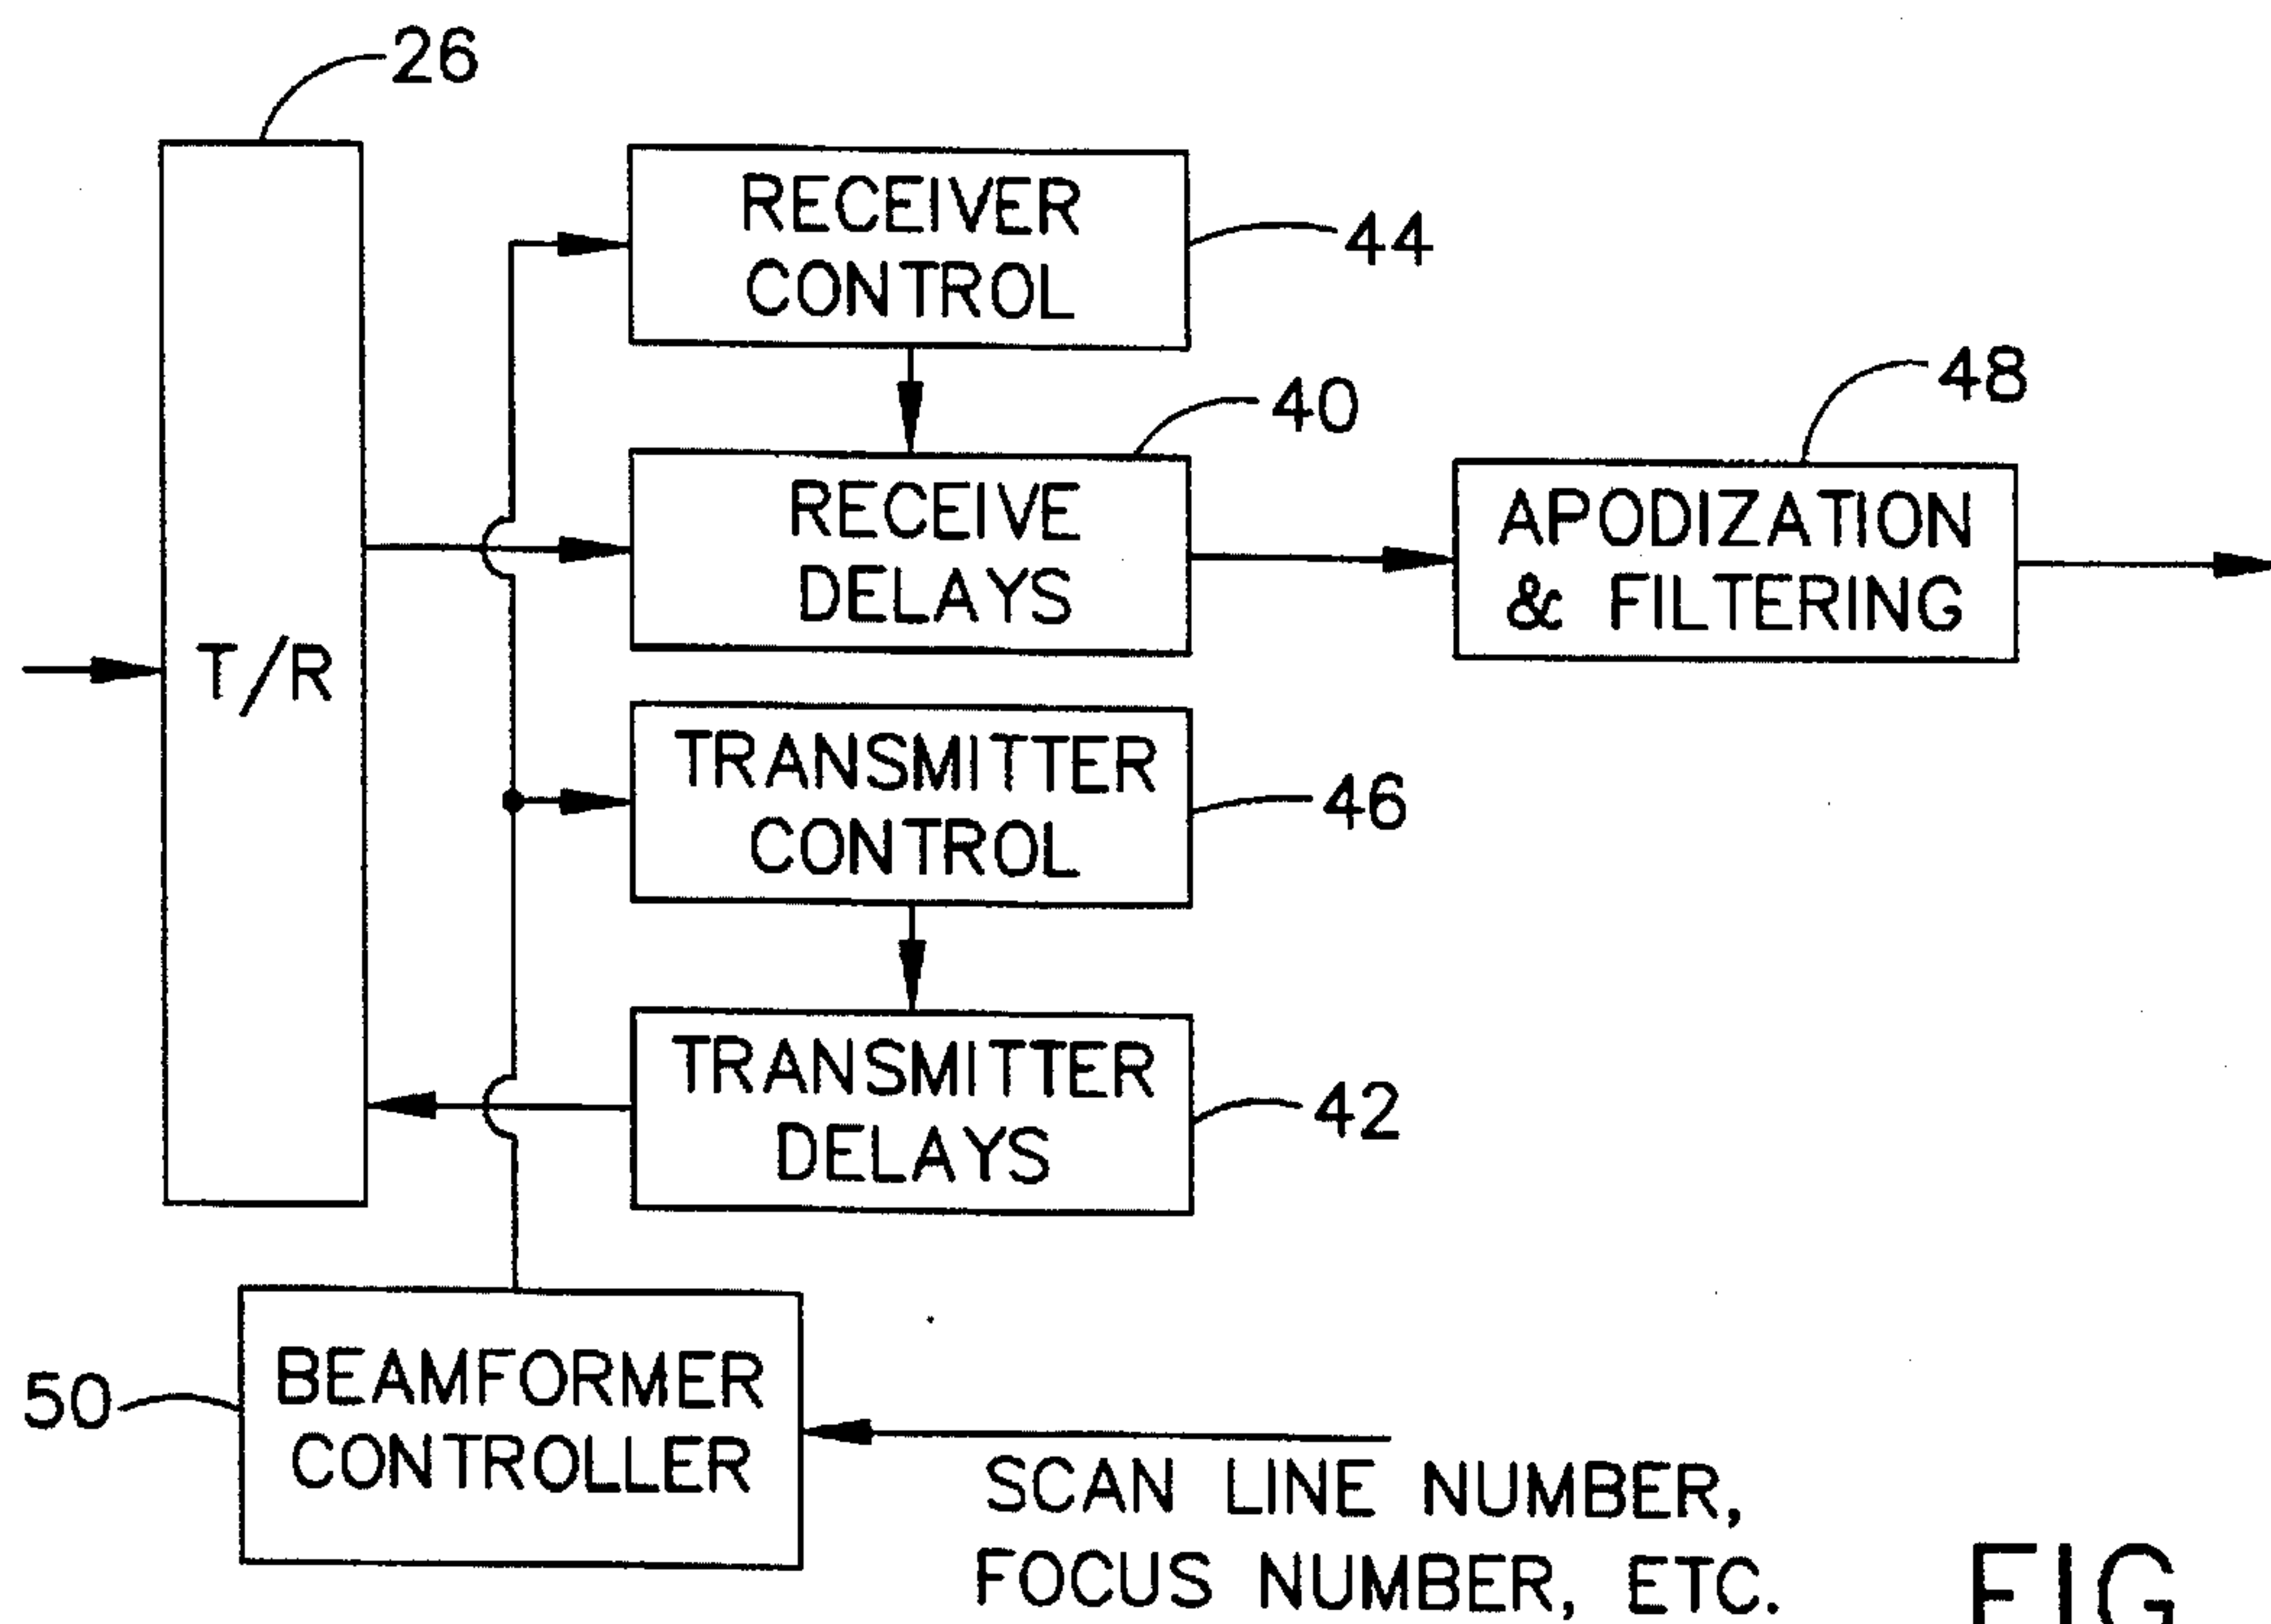 26
RECEIVER
CONTROL
44
40
48
RECEIVE
DELAYS
APODIZATION
& FILTERING
T/R
TRANSMITTER
CONTROL
46
TRANSMITTER
DELAYS
42
50
BEAMFORMER
CONTROLLER
SCAN LINE NUMBER,
FOCUS NUMBER, ETC.
FIG